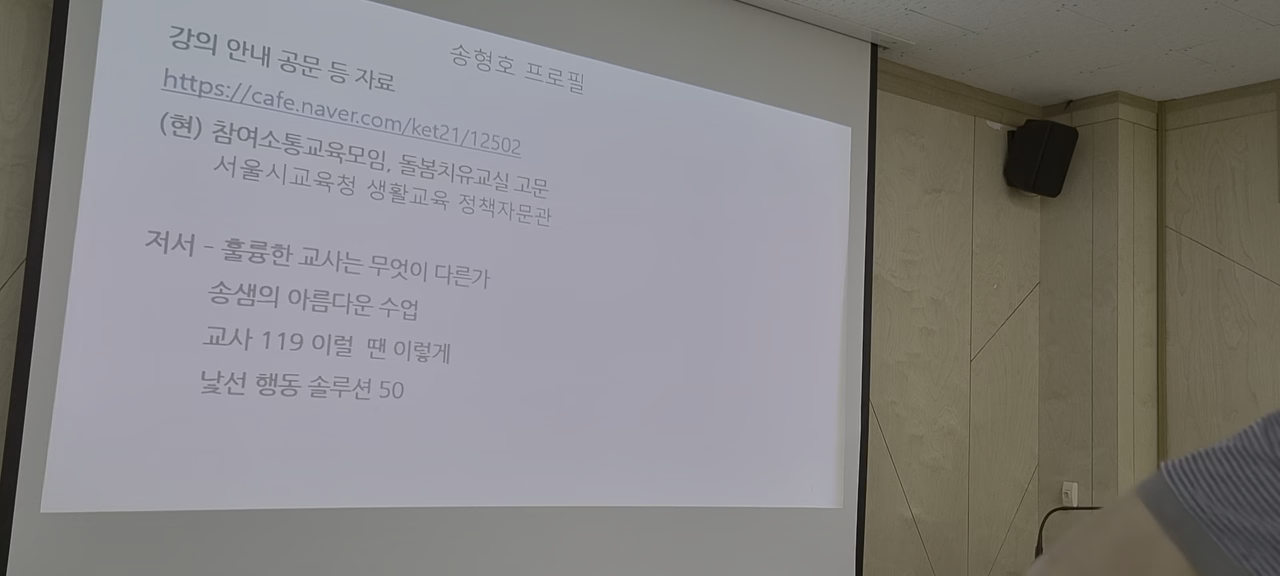 송형호 프로필
강의 안내 공문 등 자료
https://cafe.naver.com/ket21/12502
(현) 참여소통교육모임, 돌봄치유교실 고문
서울시교육청 생활교육 정책자문관
저서 – 훌륭한 교사는 무엇이 다른가
송샘의 아름다운 수업
교사 119 이럴 땐 이렇게
낯선 행동 솔루션 50